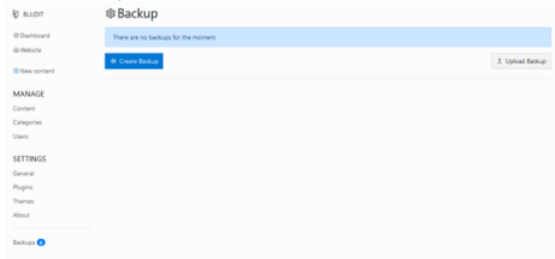 BLUDIT
Dashboard
Website
New content
MANAGE
Content
Categories
Users
SETTINGS
General
Plugins
Themes
About
Backups
Backup
There are no backups for the moment
Create Backup
Upload Backup